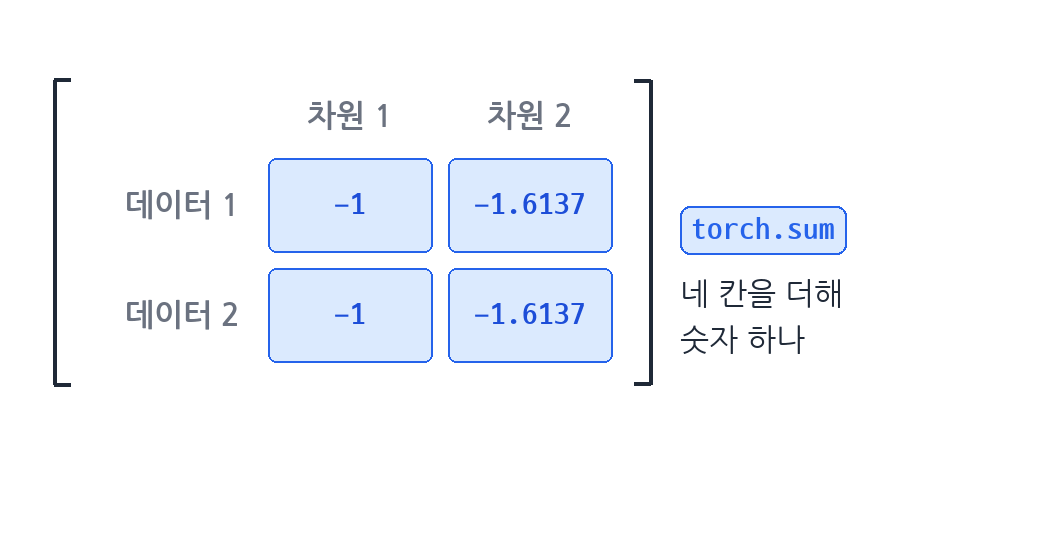 차원 1 차원 2
데이터 1 −1 −1.6137
데이터 2 −1 −1.6137
torch.sum
네 칸을 더해
숫자 하나